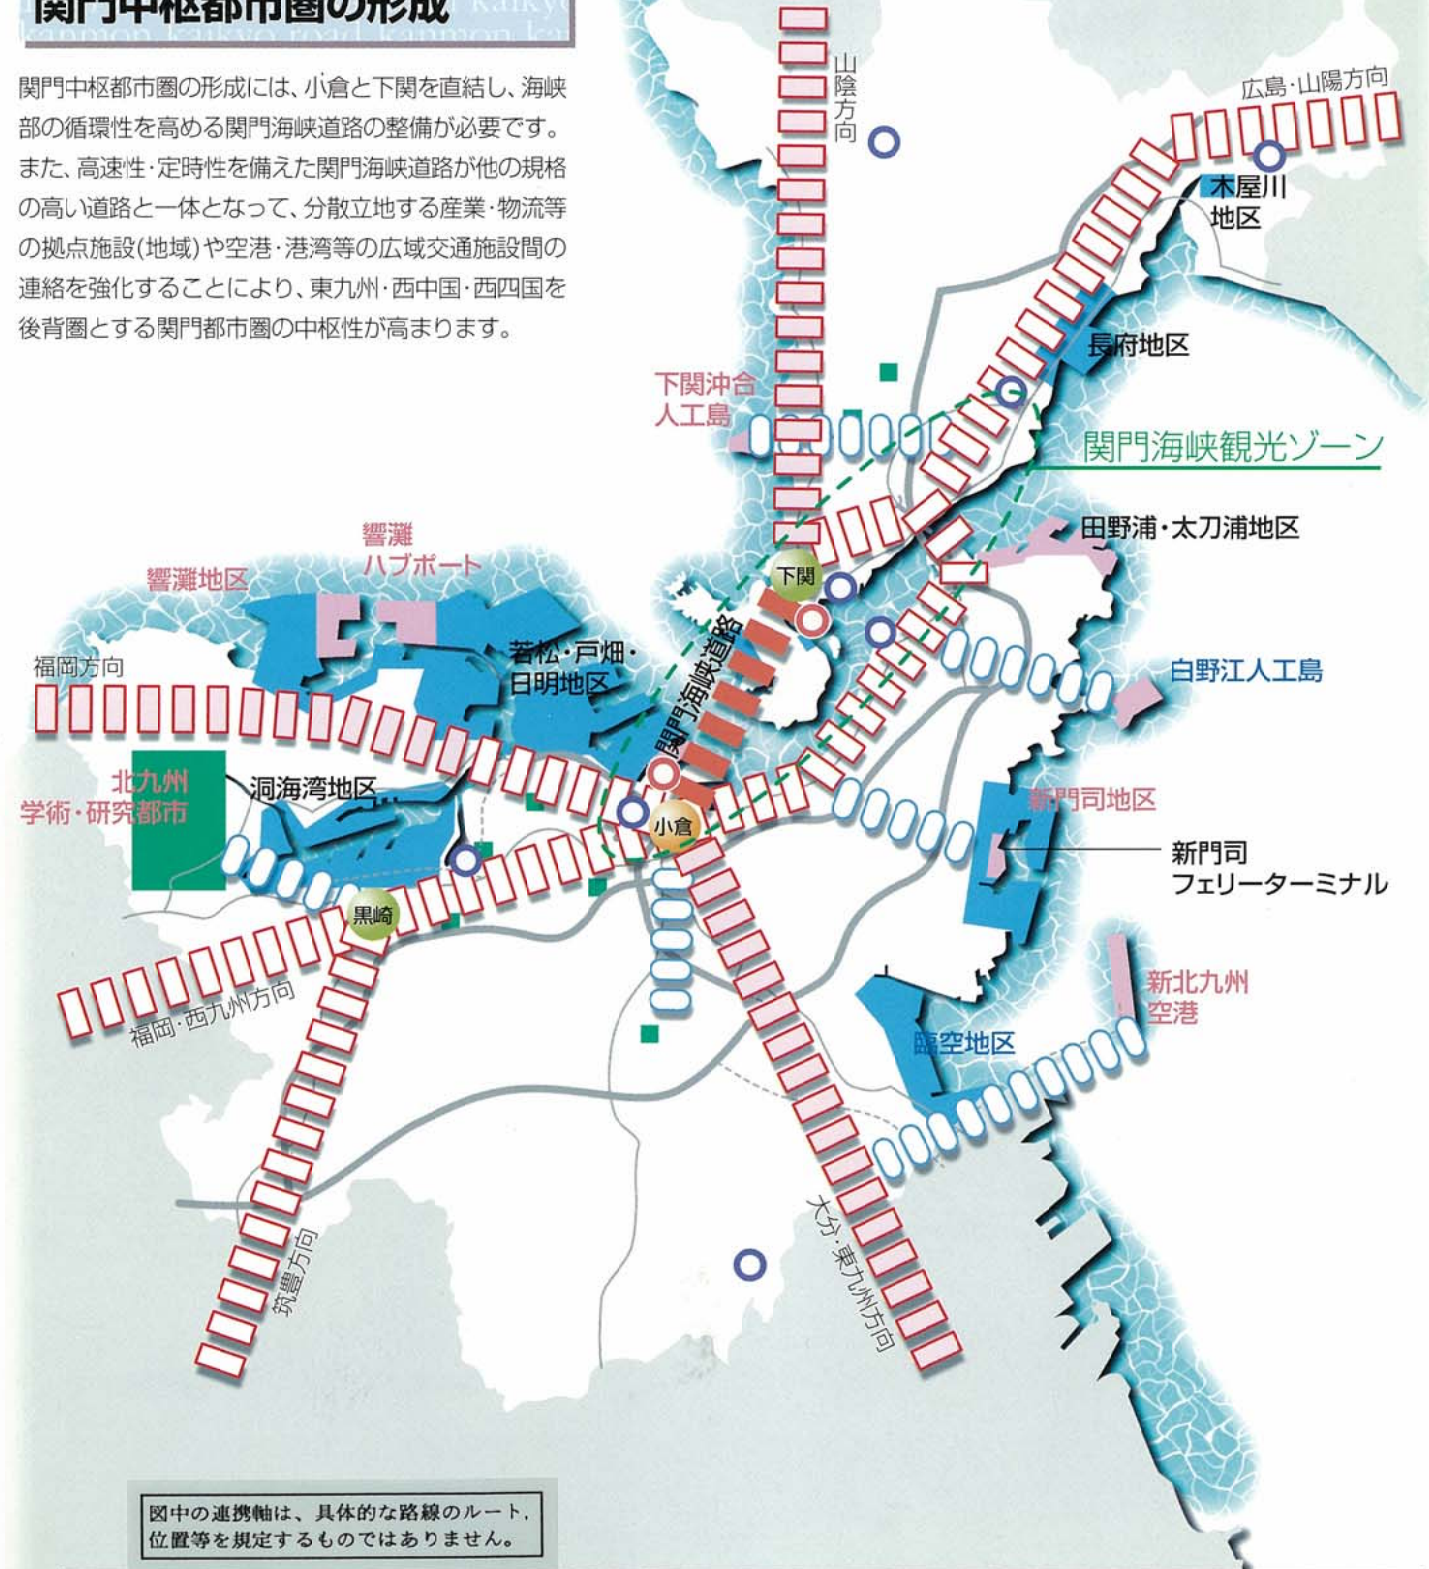 関門中枢都市圏の形成
kanmon kaikyo road kanmon kai
関門中枢都市圏の形成には、小倉と下関を直結し、海峡
部の循環性を高める関門海峡道路の整備が必要です。
また、高速性・定時性を備えた関門海峡道路が他の規格
の高い道路と一体となって、分散立地する産業・物流等
の拠点施設(地域)や空港・港湾等の広域交通施設間の
連絡を強化することにより、東九州・西中国・西四国を
後背圏とする関門都市圏の中枢性が高まります。
山陰方向
広島・山陽方向
木屋川
地区
長府地区
下関沖合
人工島
関門海峡観光ゾーン
田野浦・太刀浦地区
響灘
ハブポート
響灘地区
下関
若松・戸畑・
日明地区
関門海峡道路
福岡方向
白野江人工島
北九州
学術・研究都市
洞海湾地区
小倉
新門司地区
新門司
フェリーターミナル
黒崎
福岡・西九州方向
新北九州
空港
臨空地区
筑豊方向
大分・東九州方向
図中の連携軸は、具体的な路線のルート,
位置等を規定するものではありません。